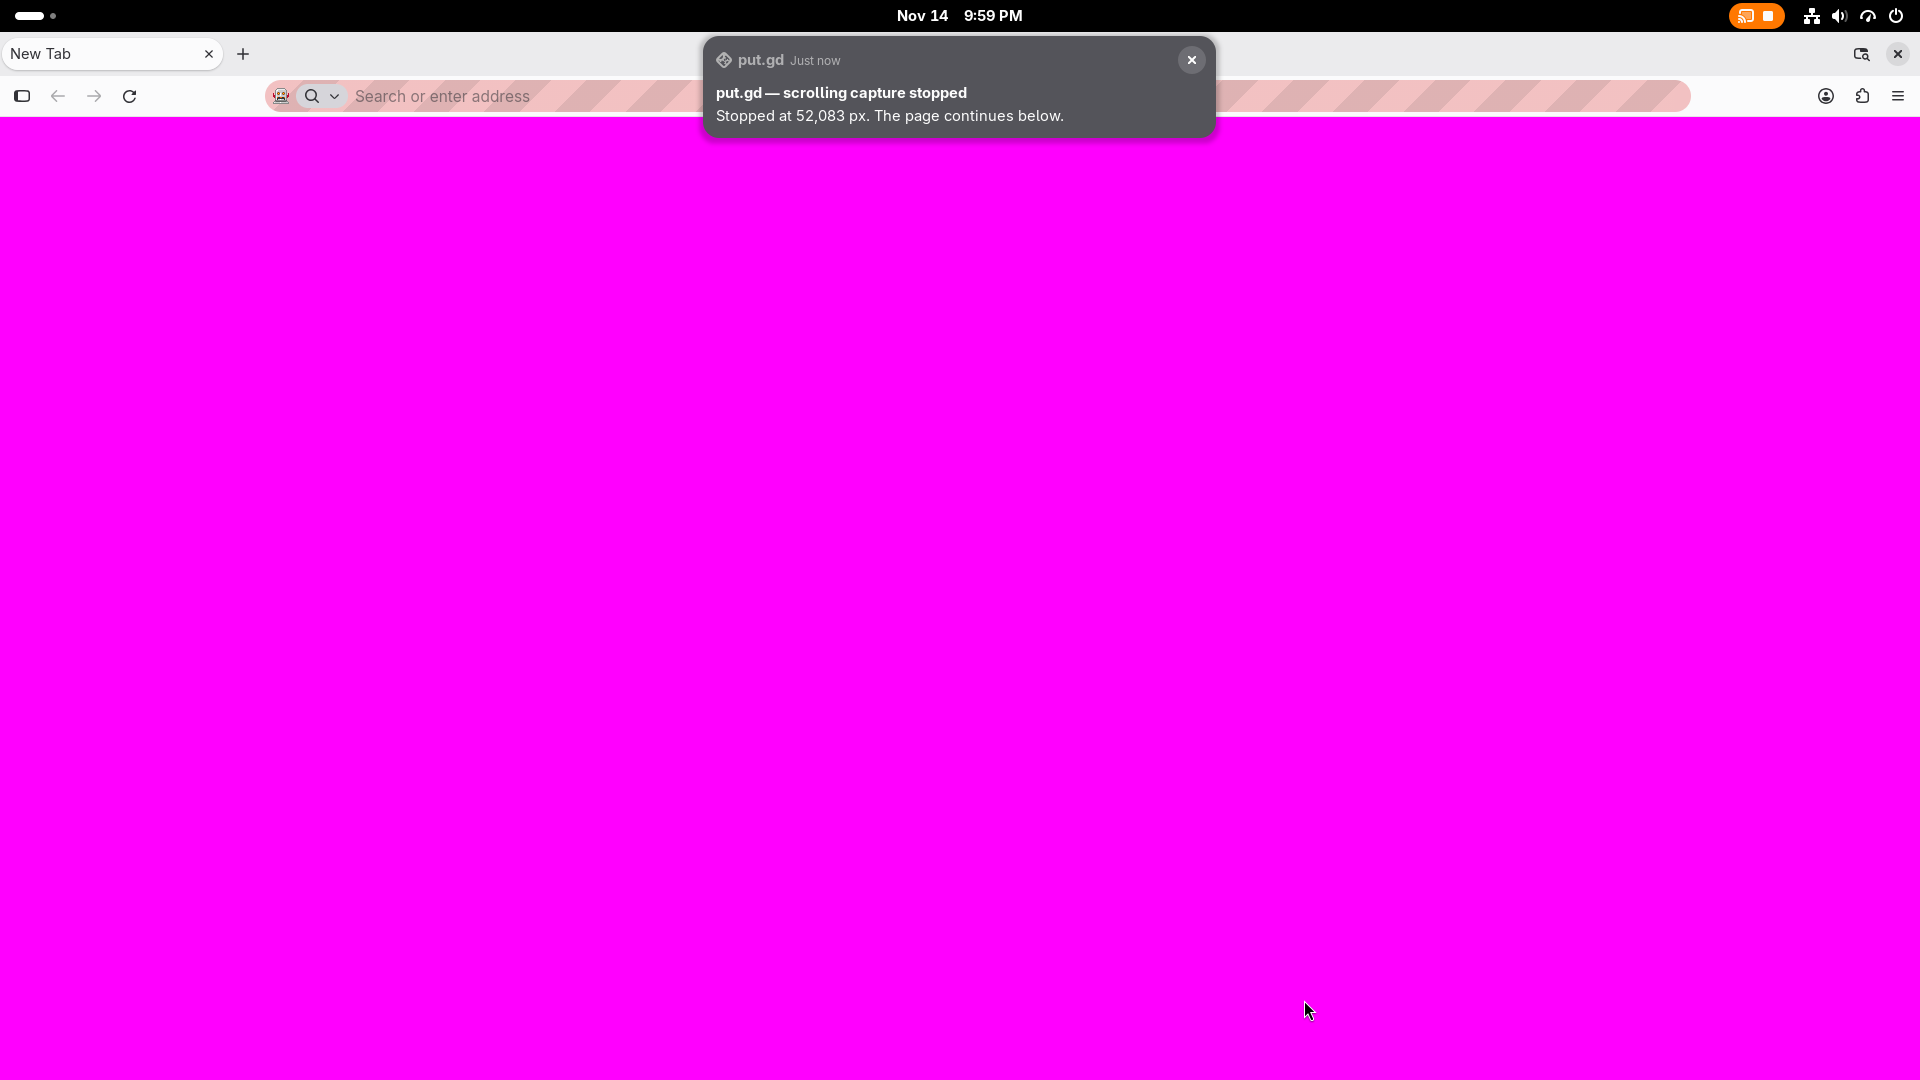 Nov 14 9:59 PM
New Tab
put.gd Just now
put.gd — scrolling capture stopped
Stopped at 52,083 px. The page continues below.
Search or enter address